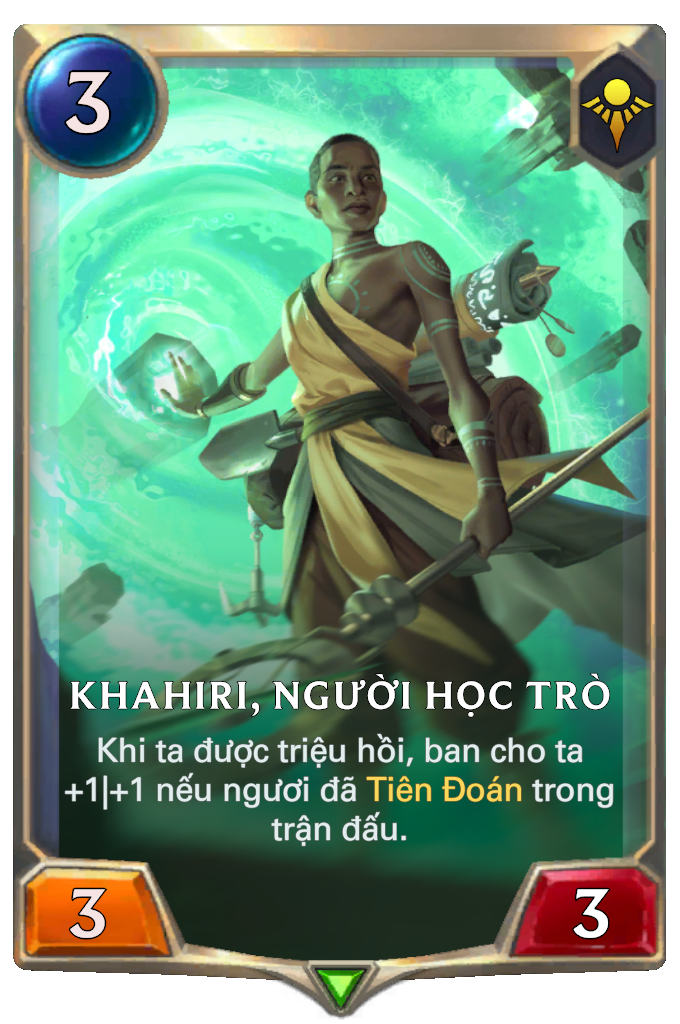 3
KHAHIRI, NGƯỜI HỌC TRÒ
Khi ta được triệu hồi, ban cho ta
+1|+1 nếu ngươi đã Tiên Đoán trong
trận đấu.
3
3